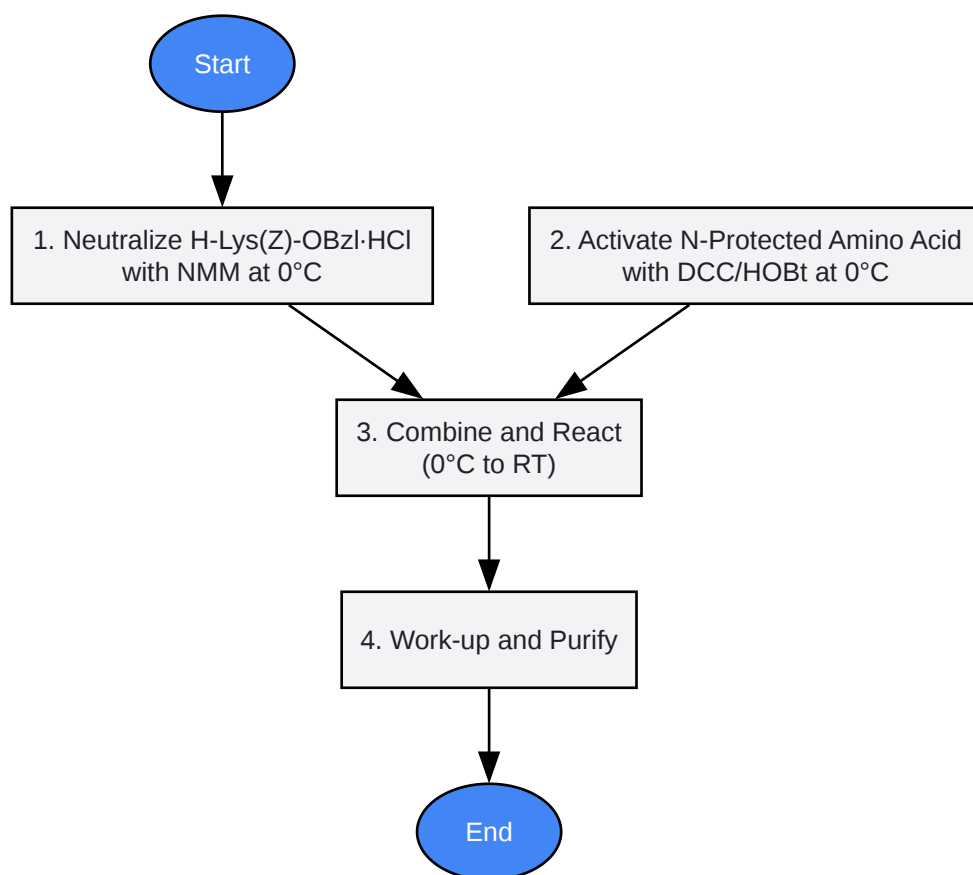 Start
1. Neutralize H-Lys(Z)-OBzl·HCl
with NMM at 0°C
2. Activate N-Protected Amino Acid
with DCC/HOBt at 0°C
3. Combine and React
(0°C to RT)
4. Work-up and Purify
End